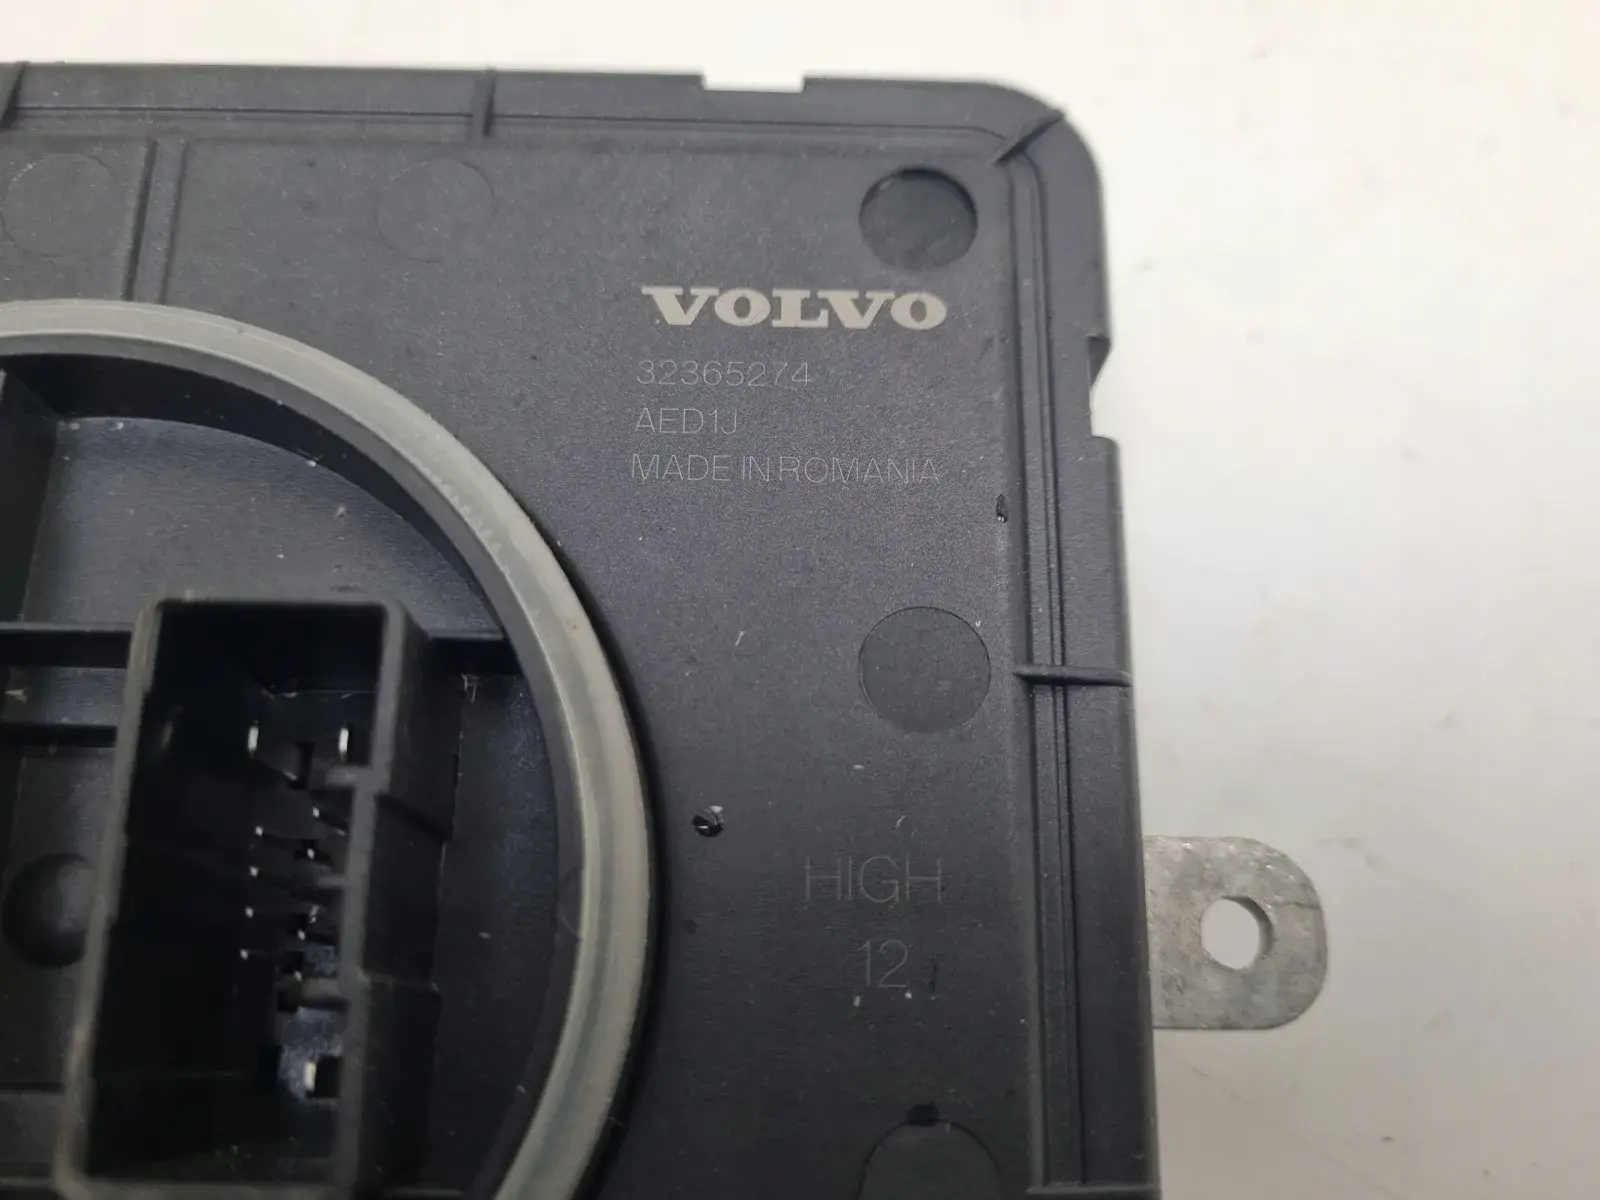 VOLVO
32365274
AED1J
MADE IN ROMANIA
HIGH
12